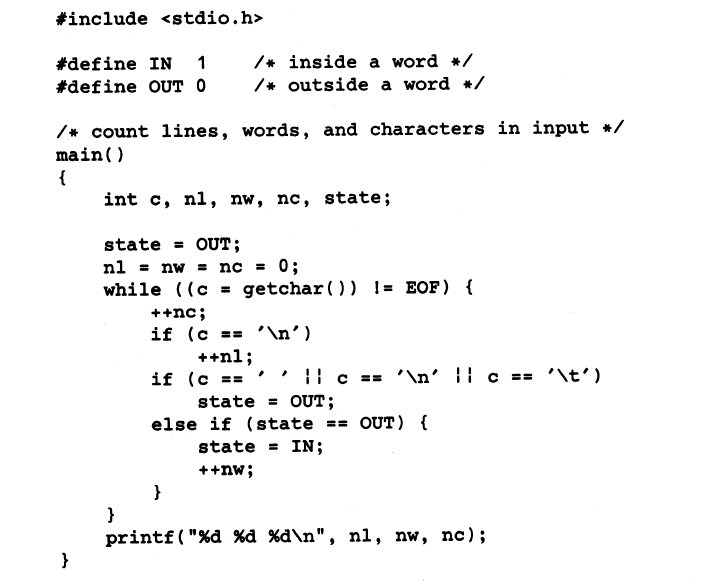 #include <stdio.h>

#define IN  1    /* inside a word */
#define OUT 0    /* outside a word */

/* count lines, words, and characters in input */
main()
{
    int c, nl, nw, nc, state;

    state = OUT;
    nl = nw = nc = 0;
    while ((c = getchar()) != EOF) {
        ++nc;
        if (c == '\n')
            ++nl;
        if (c == ' ' || c == '\n' || c == '\t')
            state = OUT;
        else if (state == OUT) {
            state = IN;
            ++nw;
        }
    }
    printf("%d %d %d\n", nl, nw, nc);
}